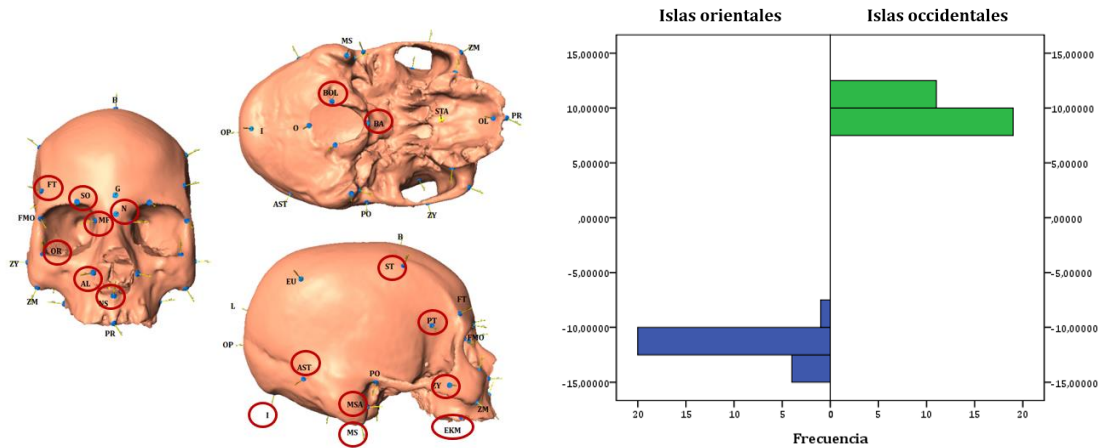 B
FT
SO
G
MF
N
FMO
OR
ZY
AL
NS
ZM
PR
MS
ZM
BOL
BA
STA
OP
I
O
OL
PR
AST
PO
ZY
B
EU
ST
L
FT
PT
OP
FMO
AST
PO
ZY
I
MSA
ZM
MS
EKM
Islas orientales
Islas occidentales
15,00000
15,00000
10,00000
10,00000
5,00000
5,00000
,00000
,00000
-5,00000
-5,00000
-10,00000
-10,00000
-15,00000
-15,00000
20 15 10 5 0 5 10 15 20
Frecuencia